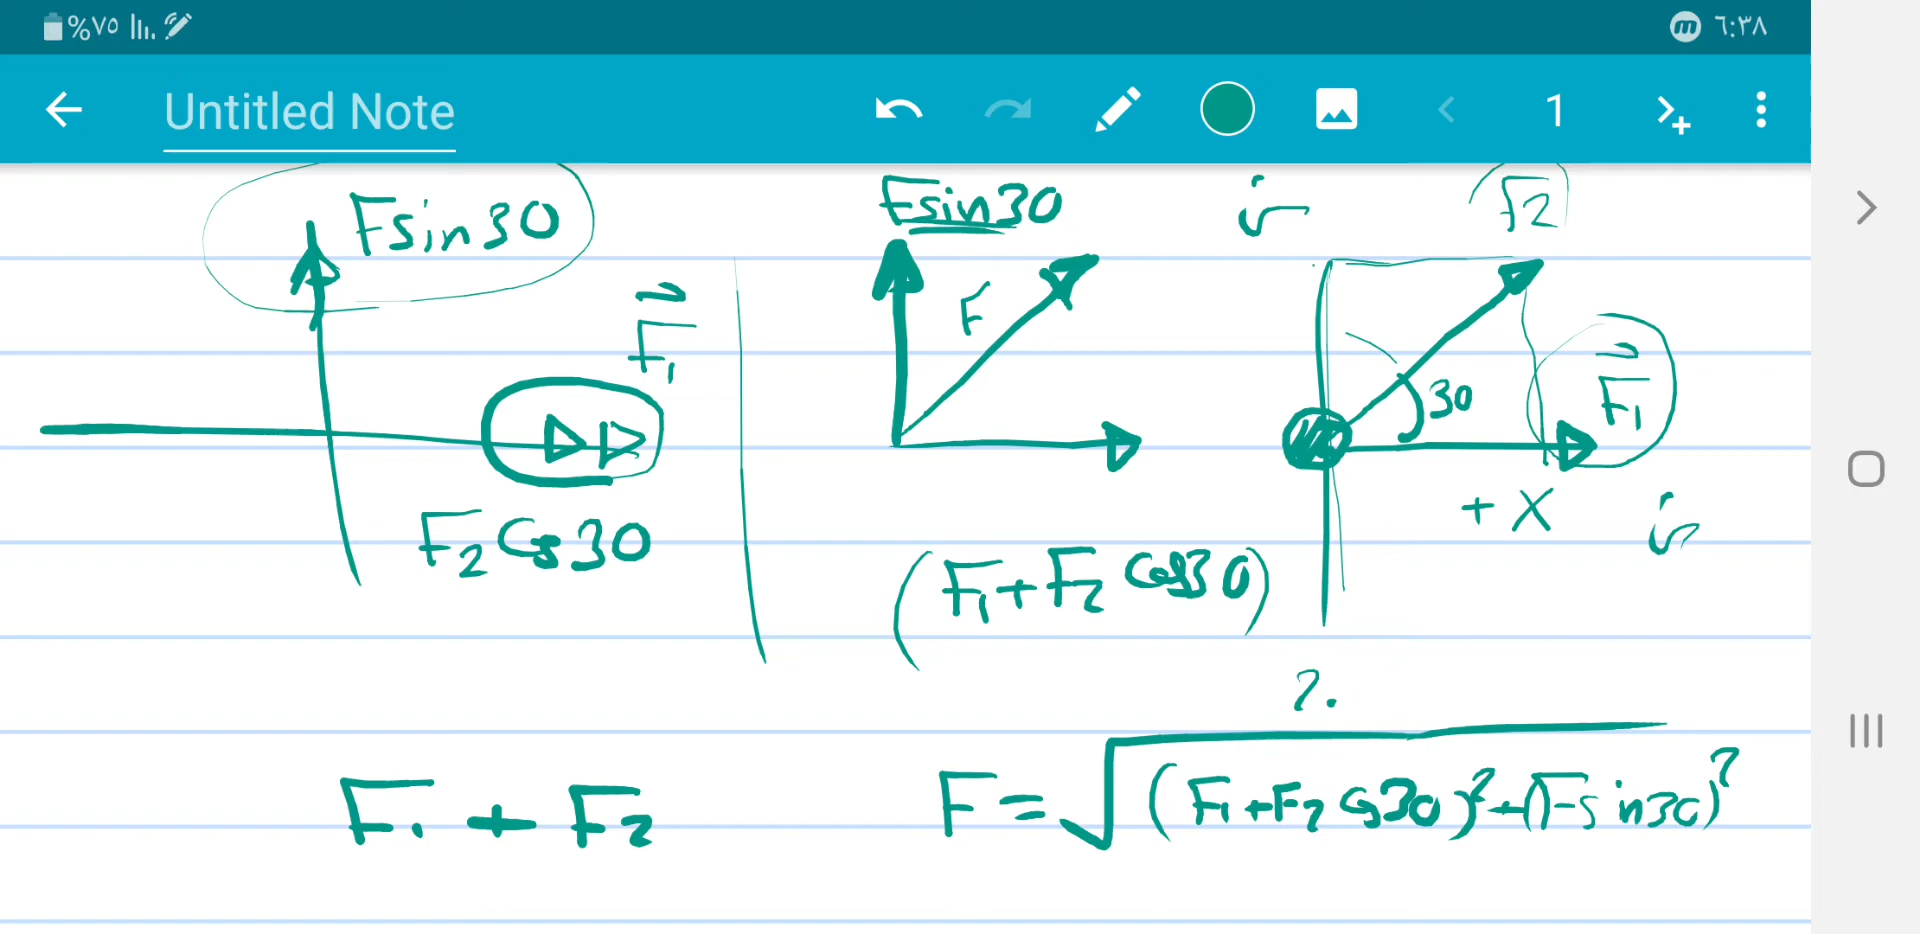 %٧٥ ٦:٣٨
Untitled Note 1
Fsin30 Fsin30 F2
F1 F F1
30
+ X
F2 Cos30 (F1+F2 Cos30)
?
F1 + F2 F=√(F1+F2 Cos30)²+(Fsin30)²